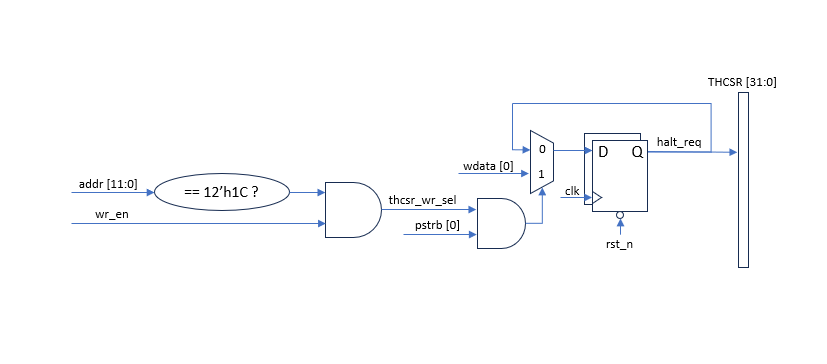 THCSR [31:0]
halt_req
0
D Q
wdata [0]
1
addr [11:0]
== 12'h1C ?
clk
thcsr_wr_sel
wr_en
pstrb [0]
rst_n